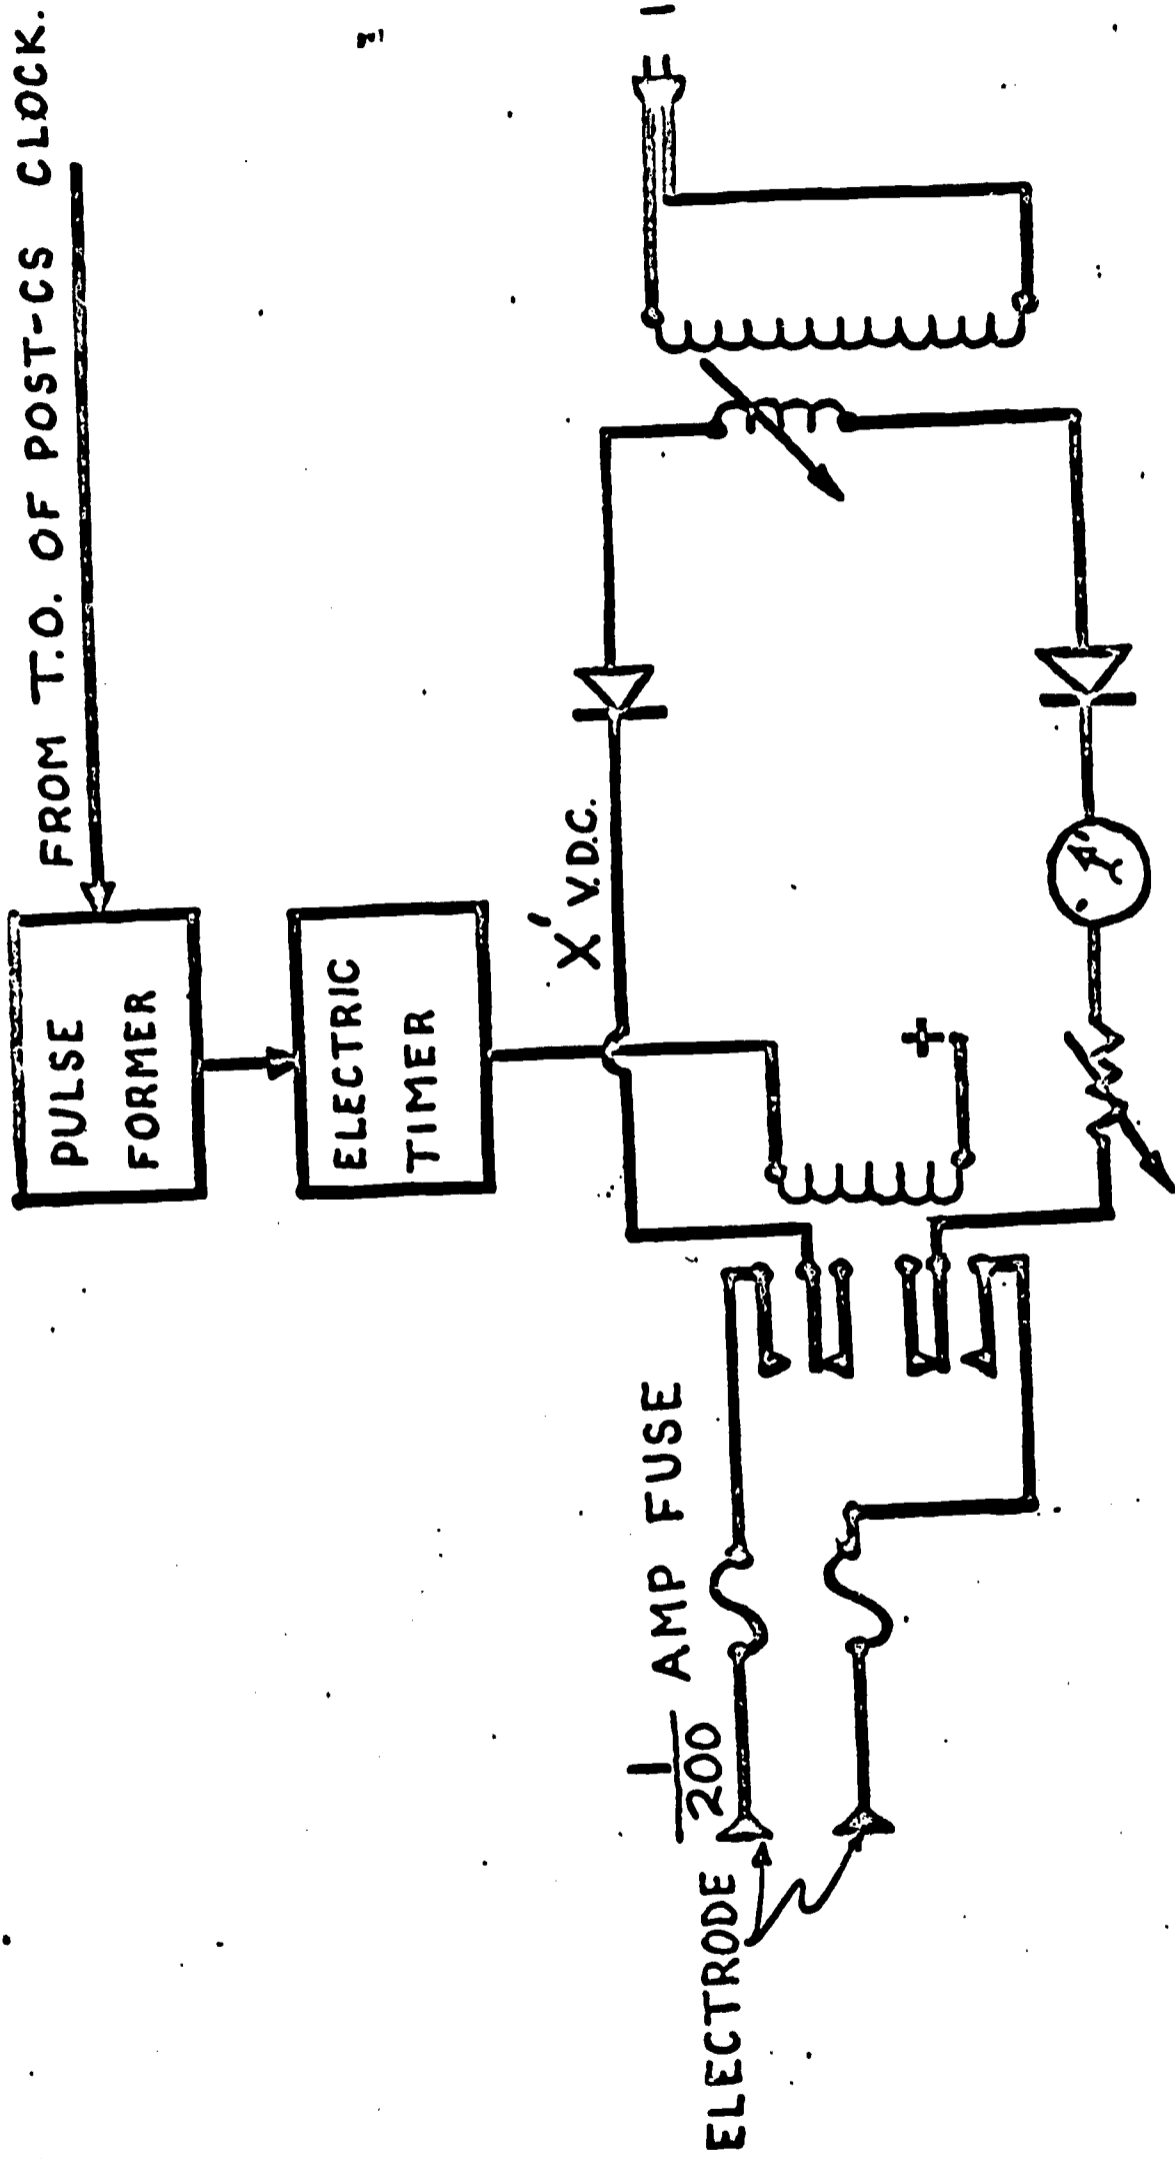 FROM T.O. OF POST-CS CLOCK.
PULSE
FORMER
ELECTRIC
TIMER
X' V.D.C.
+
1/200 AMP FUSE
ELECTRODE